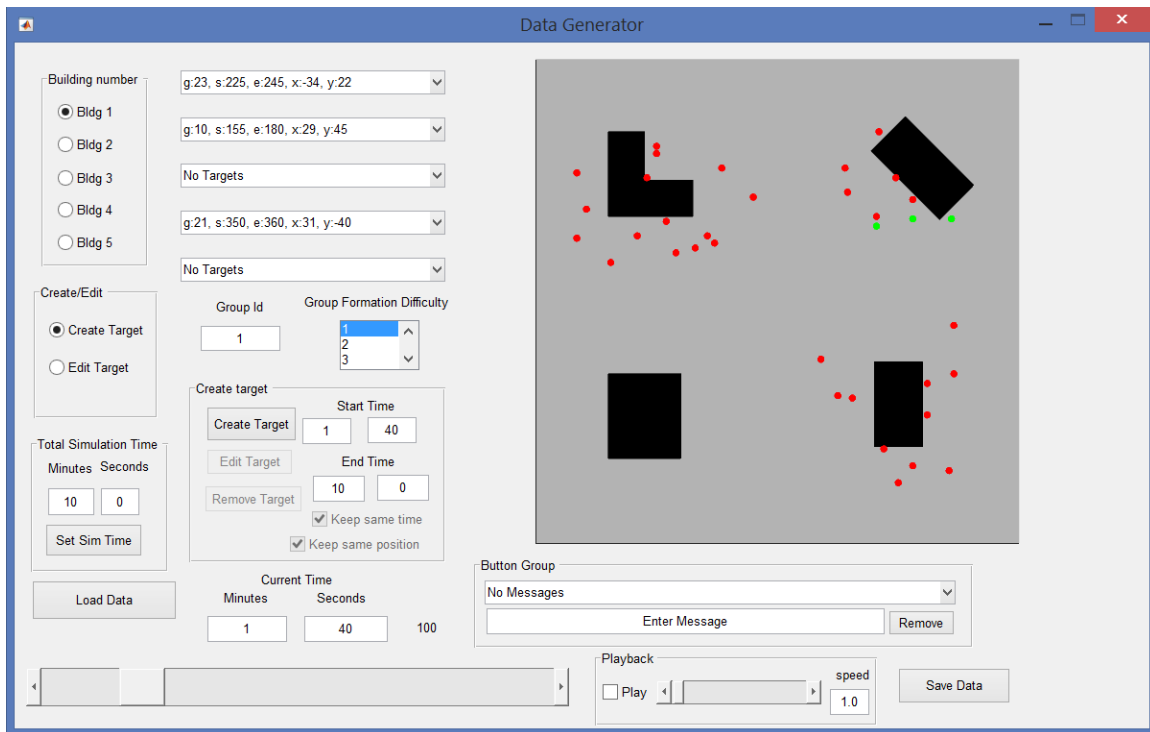 Data Generator
Building number
Bldg 1
Bldg 2
Bldg 3
Bldg 4
Bldg 5
g:23, s:225, e:245, x:-34, y:22
g:10, s:155, e:180, x:29, y:45
No Targets
g:21, s:350, e:360, x:31, y:-40
No Targets
Create/Edit
Create Target
Edit Target
Group Id
1
Group Formation Difficulty
1
2
3
Create target
Create Target
Edit Target
Remove Target
Start Time
1 40
End Time
10 0
Keep same time
Keep same position
Total Simulation Time
Minutes Seconds
10 0
Set Sim Time
Load Data
Current Time
Minutes Seconds
1 40 100
Button Group
No Messages
Enter Message Remove
Playback
Play
speed
1.0
Save Data